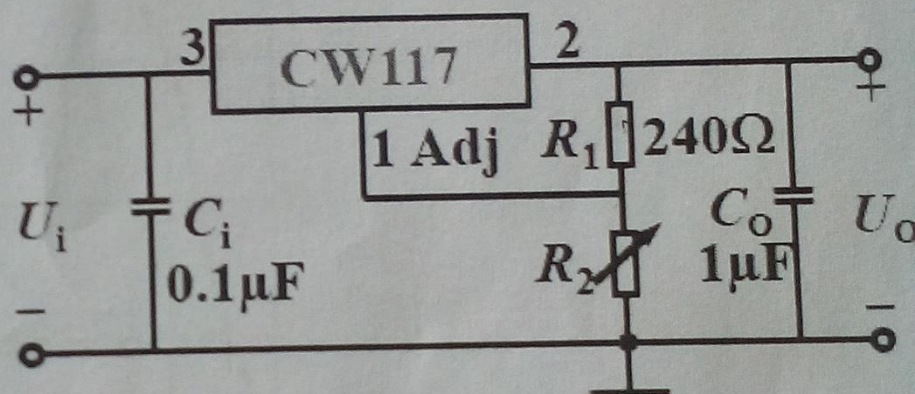 3
CW117
2
+
+
1 Adj
R₁
240Ω
Uᵢ
Cᵢ
0.1μF
R₂
Cₒ
1μF
Uₒ
−
−